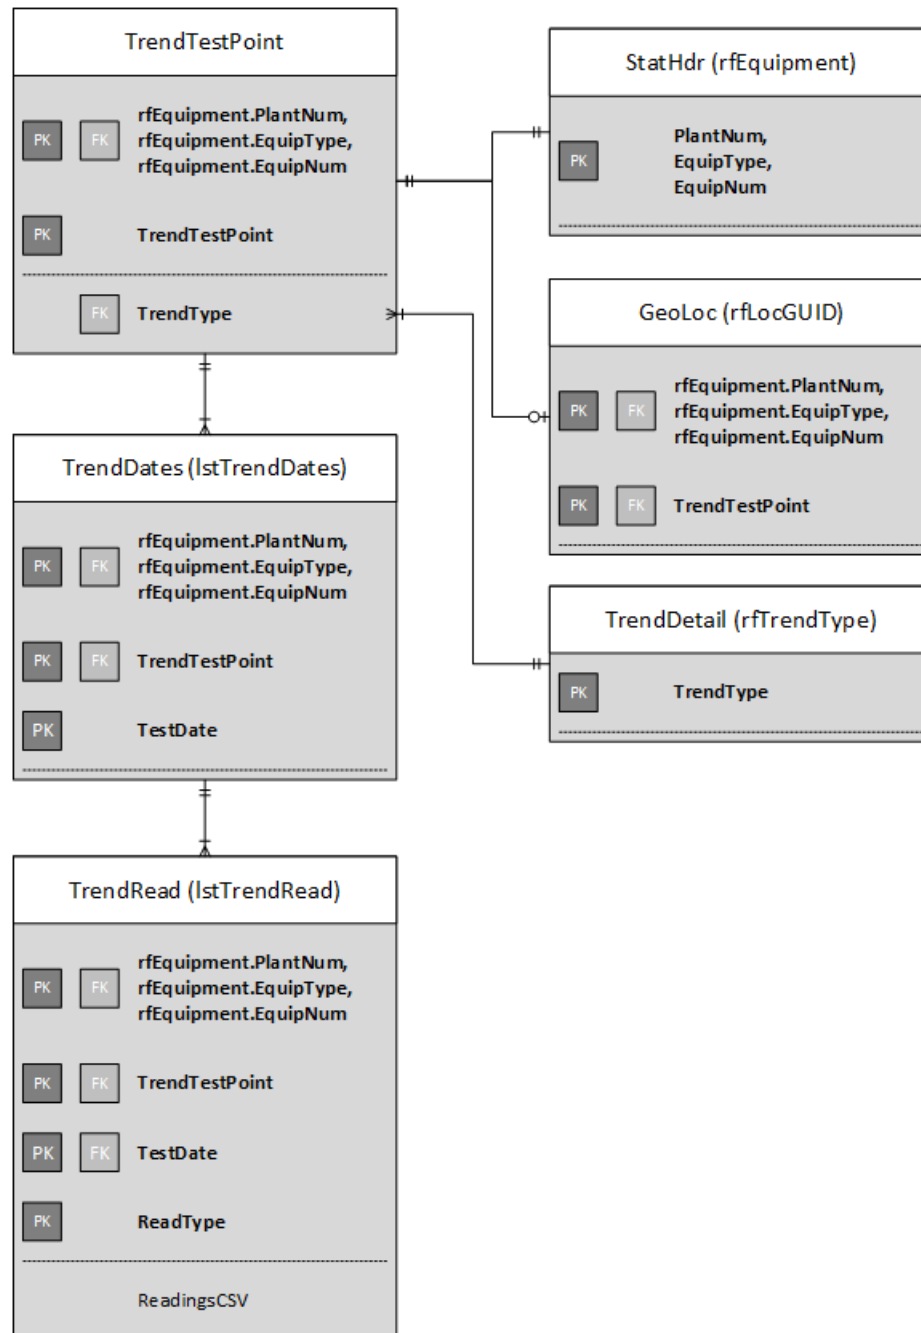 TrendTestPoint
PK FK rfEquipment.PlantNum,
rfEquipment.EquipType,
rfEquipment.EquipNum
PK TrendTestPoint
FK TrendType
StatHdr (rfEquipment)
PK PlantNum,
EquipType,
EquipNum
GeoLoc (rfLocGUID)
PK FK rfEquipment.PlantNum,
rfEquipment.EquipType,
rfEquipment.EquipNum
PK FK TrendTestPoint
TrendDates (lstTrendDates)
PK FK rfEquipment.PlantNum,
rfEquipment.EquipType,
rfEquipment.EquipNum
PK FK TrendTestPoint
PK TestDate
TrendDetail (rfTrendType)
PK TrendType
TrendRead (lstTrendRead)
PK FK rfEquipment.PlantNum,
rfEquipment.EquipType,
rfEquipment.EquipNum
PK FK TrendTestPoint
PK FK TestDate
PK ReadType
ReadingsCSV